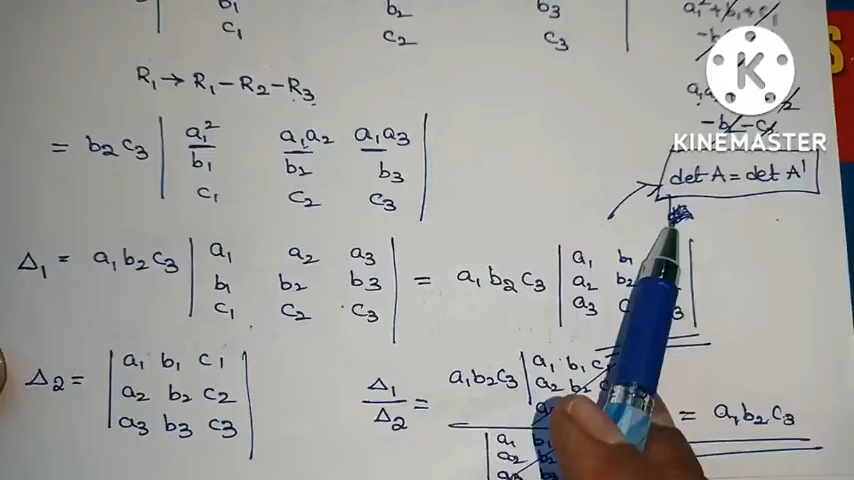 b₁ b₂ b₃ a₁² + b₁ + c₁
c₁ c₂ c₃
R₁ → R₁ - R₂ - R₃
KINEMASTER
= b₂c₃ | a₁² a₁a₂ a₁a₃ |
b₁ b₂ b₃
c₁ c₂ c₃
det A = det A'
Δ₁ = a₁b₂c₃ | a₁ a₂ a₃ | = a₁b₂c₃ | a₁ b₁
b₁ b₂ b₃ a₂ b₂
c₁ c₂ c₃ a₃
Δ₂ = | a₁ b₁ c₁ | Δ₁/Δ₂ = a₁b₂c₃ | a₁ b₁ c₁ / | a₁ = a₁b₂c₃
a₂ b₂ c₂ a₂ b₂ a₂
a₃ b₃ c₃